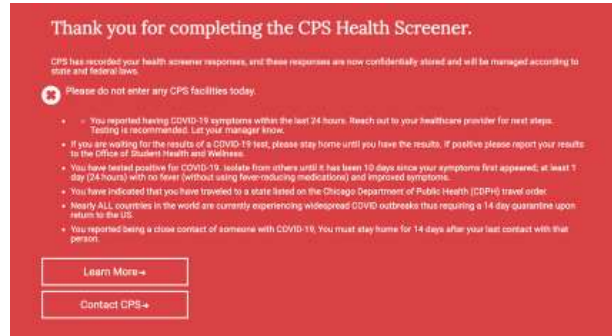 Thank you for completing the CPS Health Screener.
CPS has recorded your health screener responses, and these responses are now confidentially stored and will be managed according to
state and federal laws.
Please do not enter any CPS facilities today.
You reported having COVID-19 symptoms within the last 24 hours. Reach out to your healthcare provider for next steps.
Testing is recommended. Let your manager know.
If you are waiting for the results of a COVID-19 test, please stay home until you have the results. If positive please report your results
to the Office of Student Health and Wellness.
You have tested positive for COVID-19. Isolate from others until it has been 10 days since your symptoms first appeared; at least 1
day (24 hours) with no fever (without using fever-reducing medications) and improved symptoms.
You have indicated that you have traveled to a state listed on the Chicago Department of Public Health (CDPH) travel order.
Nearly ALL countries in the world are currently experiencing widespread COVID outbreaks thus requiring a 14 day quarantine upon
return to the US.
You reported being a close contact of someone with COVID-19, You must stay home for 14 days after your last contact with that
person.
Learn More→
Contact CPS→